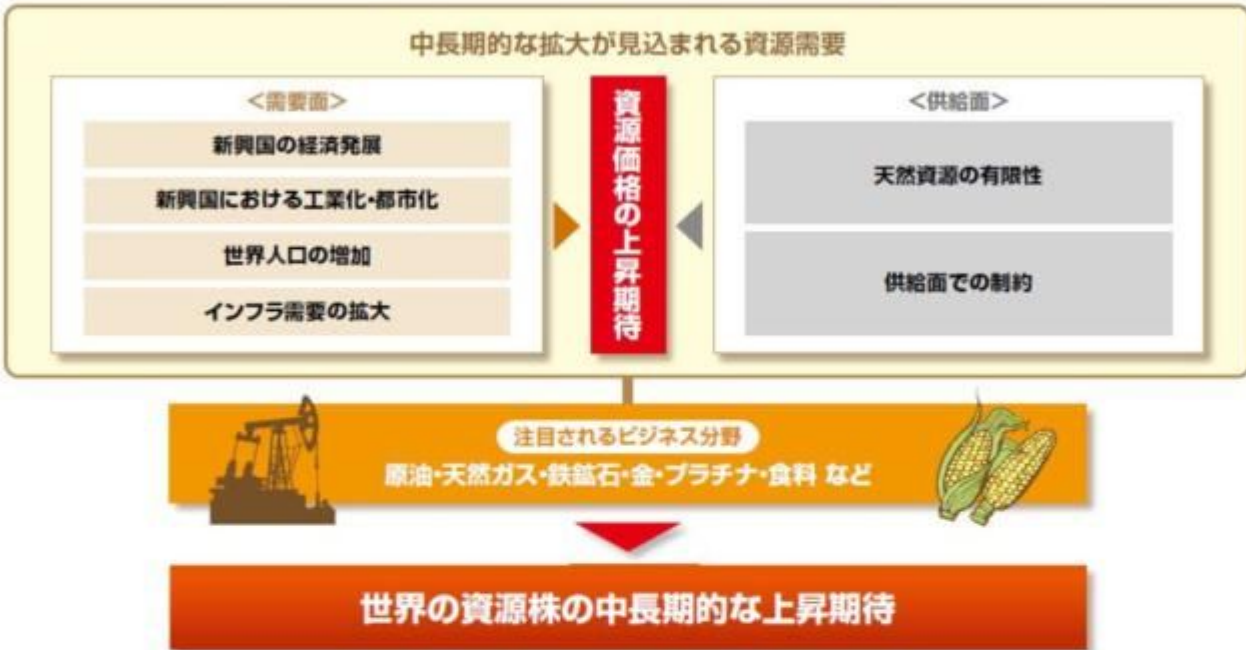 中長期的な拡大が見込まれる資源需要
＜需要面＞
新興国の経済発展
新興国における工業化・都市化
世界人口の増加
インフラ需要の拡大
資源価格の上昇期待
＜供給面＞
天然資源の有限性
供給面での制約
注目されるビジネス分野
原油・天然ガス・鉄鉱石・金・プラチナ・食料 など
世界の資源株の中長期的な上昇期待